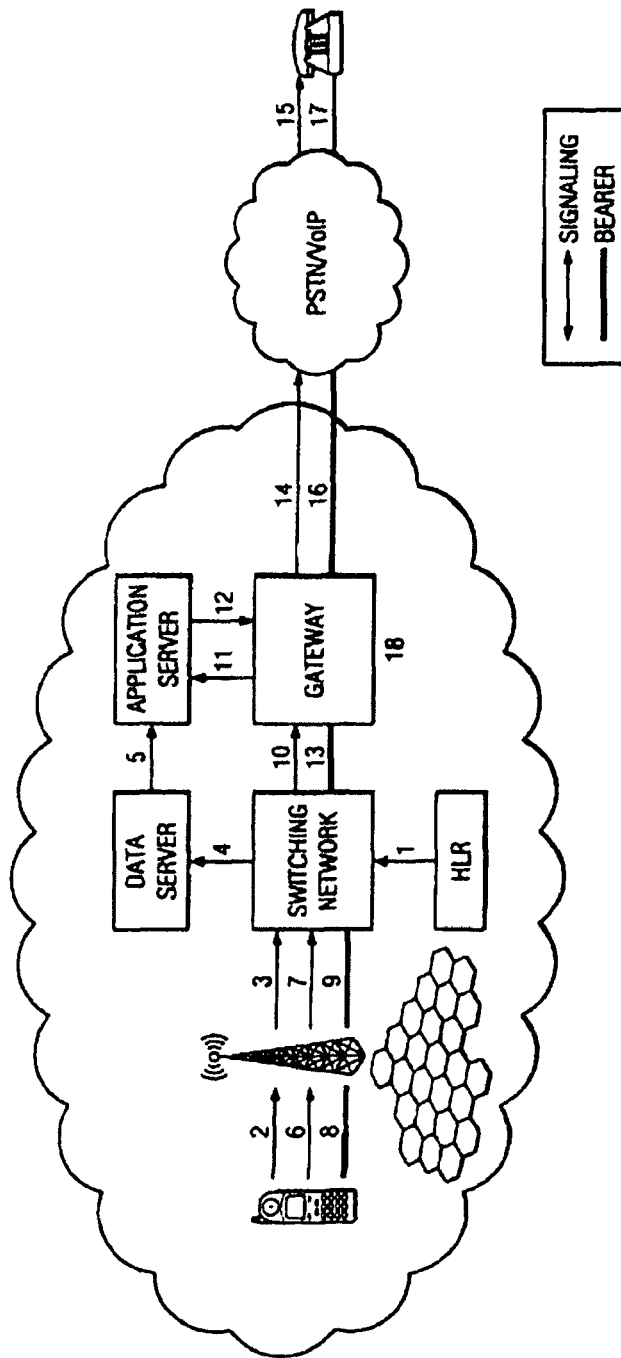 2
6
8
3
7
9
DATA
SERVER
4
SWITCHING
NETWORK
1
HLR
5
10
13
APPLICATION
SERVER
11
12
GATEWAY
18
14
16
PSTN/VoIP
15
17
SIGNALING
BEARER